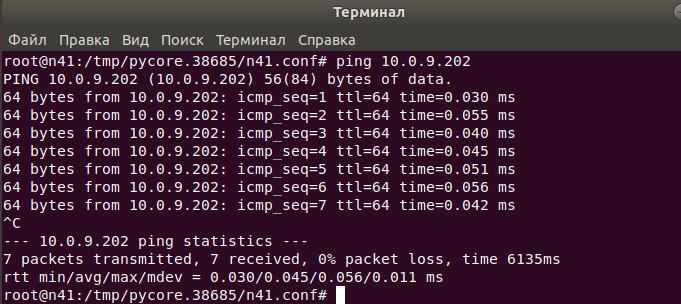 Терминал
Файл Правка Вид Поиск Терминал Справка
root@n41:/tmp/pycore.38685/n41.conf# ping 10.0.9.202
PING 10.0.9.202 (10.0.9.202) 56(84) bytes of data.
64 bytes from 10.0.9.202: icmp_seq=1 ttl=64 time=0.030 ms
64 bytes from 10.0.9.202: icmp_seq=2 ttl=64 time=0.055 ms
64 bytes from 10.0.9.202: icmp_seq=3 ttl=64 time=0.040 ms
64 bytes from 10.0.9.202: icmp_seq=4 ttl=64 time=0.045 ms
64 bytes from 10.0.9.202: icmp_seq=5 ttl=64 time=0.051 ms
64 bytes from 10.0.9.202: icmp_seq=6 ttl=64 time=0.056 ms
64 bytes from 10.0.9.202: icmp_seq=7 ttl=64 time=0.042 ms
^C
--- 10.0.9.202 ping statistics ---
7 packets transmitted, 7 received, 0% packet loss, time 6135ms
rtt min/avg/max/mdev = 0.030/0.045/0.056/0.011 ms
root@n41:/tmp/pycore.38685/n41.conf#